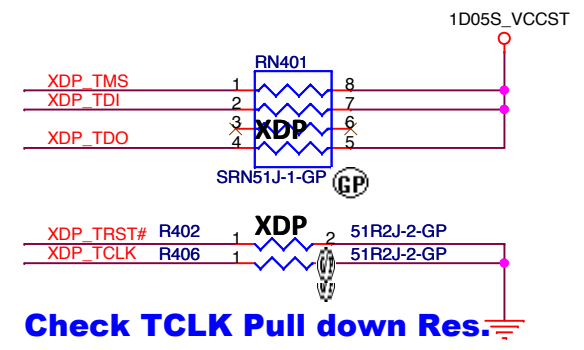 1D05S_VCCST
RN401
XDP_TMS 1 8
XDP_TDI 2 7
3 XDP 6
XDP_TDO 4 5
SRN51J-1-GP GP
XDP
XDP_TRST# R402 1 2 51R2J-2-GP
XDP_TCLK R406 1 51R2J-2-GP
Check TCLK Pull down Res.